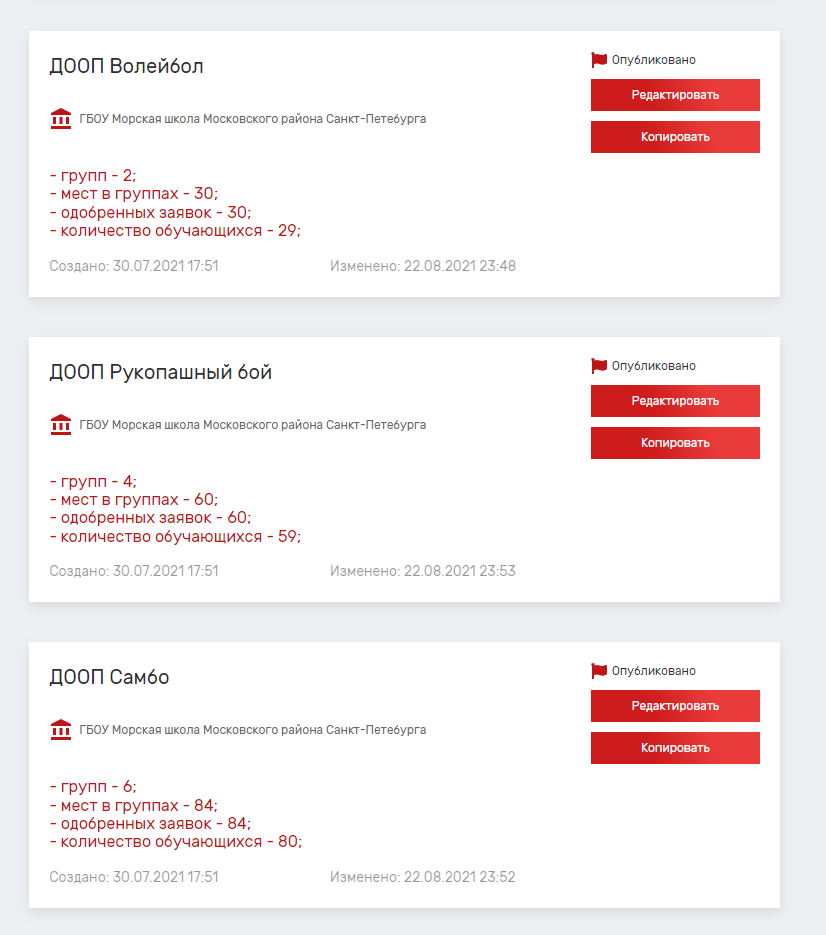 ДООП Волейбол
Опубликовано
Редактировать
ГБОУ Морская школа Московского района Санкт-Петебурга
Копировать
- групп - 2;
- мест в группах - 30;
- одобренных заявок - 30;
- количество обучающихся - 29;
Создано: 30.07.2021 17:51 Изменено: 22.08.2021 23:48
ДООП Рукопашный бой
Опубликовано
Редактировать
ГБОУ Морская школа Московского района Санкт-Петебурга
Копировать
- групп - 4;
- мест в группах - 60;
- одобренных заявок - 60;
- количество обучающихся - 59;
Создано: 30.07.2021 17:51 Изменено: 22.08.2021 23:53
ДООП Самбо
Опубликовано
Редактировать
ГБОУ Морская школа Московского района Санкт-Петебурга
Копировать
- групп - 6;
- мест в группах - 84;
- одобренных заявок - 84;
- количество обучающихся - 80;
Создано: 30.07.2021 17:51 Изменено: 22.08.2021 23:52